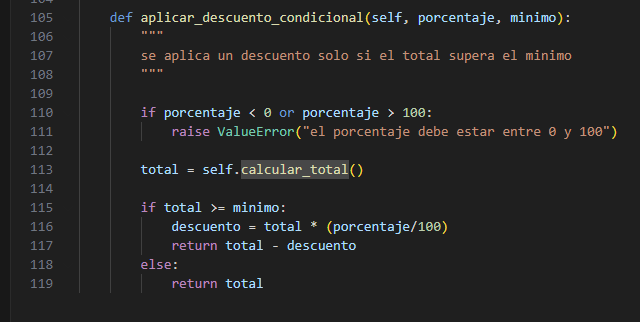 105 def aplicar_descuento_condicional(self, porcentaje, minimo):
106 """
107 se aplica un descuento solo si el total supera el minimo
108 """
109
110 if porcentaje < 0 or porcentaje > 100:
111 raise ValueError("el porcentaje debe estar entre 0 y 100")
112
113 total = self.calcular_total()
114
115 if total >= minimo:
116 descuento = total * (porcentaje/100)
117 return total - descuento
118 else:
119 return total